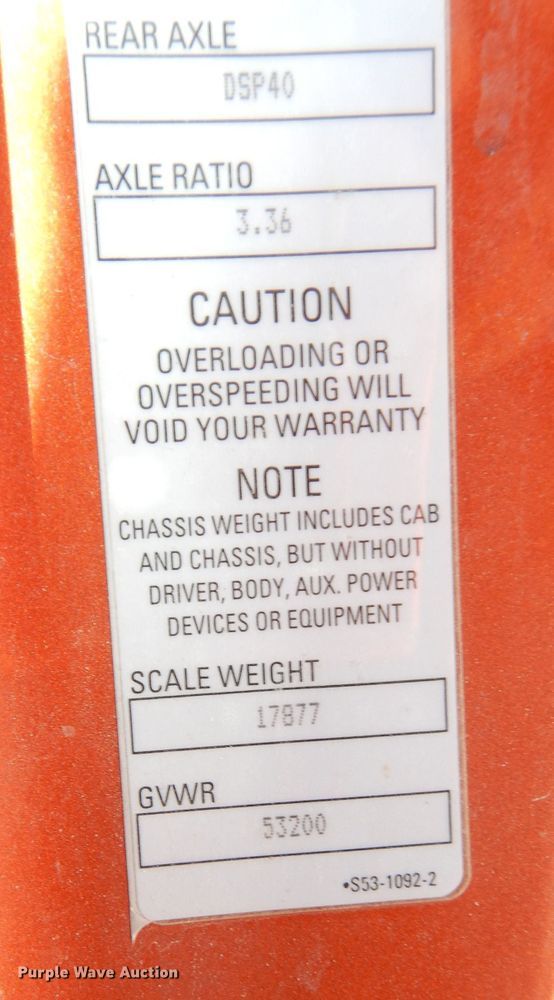 REAR AXLE
DSP40
AXLE RATIO
3.36
CAUTION
OVERLOADING OR
OVERSPEEDING WILL
VOID YOUR WARRANTY
NOTE
CHASSIS WEIGHT INCLUDES CAB
AND CHASSIS, BUT WITHOUT
DRIVER, BODY, AUX. POWER
DEVICES OR EQUIPMENT
SCALE WEIGHT
17877
GVWR
53200
•S53-1092-2
Purple Wave Auction